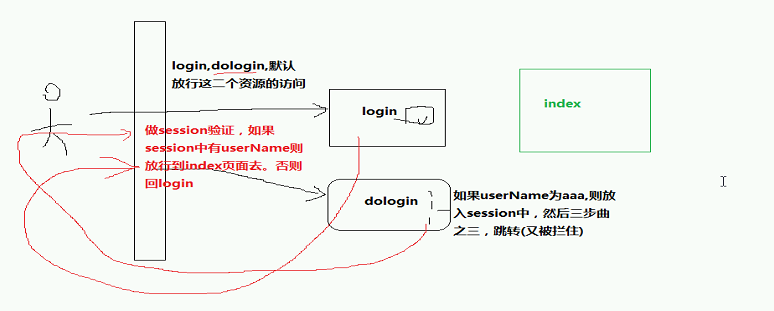 login,dologin,默认
放行这二个资源的访问
login
index
做session验证，如果
session中有userName则
放行到index页面去。否则
回login
dologin
如果userName为aaa,则放
入session中，然后三步曲
之三，跳转(又被拦住)